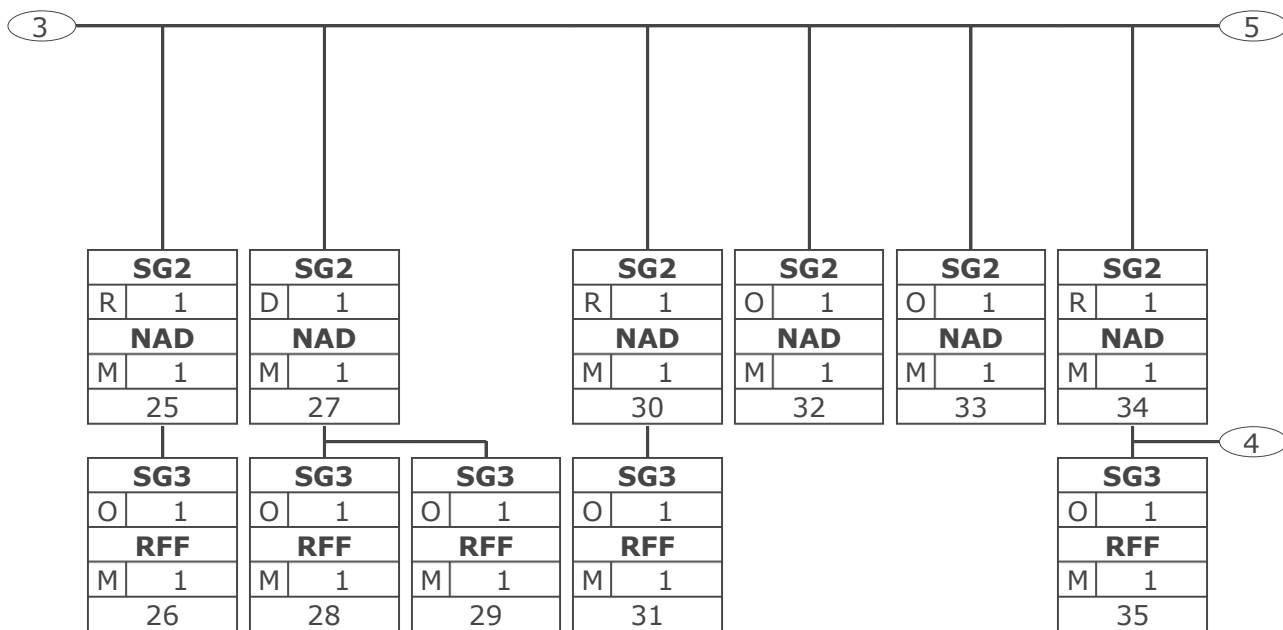 3 5
SG2 SG2 SG2 SG2 SG2 SG2
R 1 D 1 R 1 O 1 O 1 R 1
NAD NAD NAD NAD NAD NAD
M 1 M 1 M 1 M 1 M 1 M 1
25 27 30 32 33 34
4
SG3 SG3 SG3 SG3 SG3
O 1 O 1 O 1 O 1 O 1
RFF RFF RFF RFF RFF
M 1 M 1 M 1 M 1 M 1
26 28 29 31 35